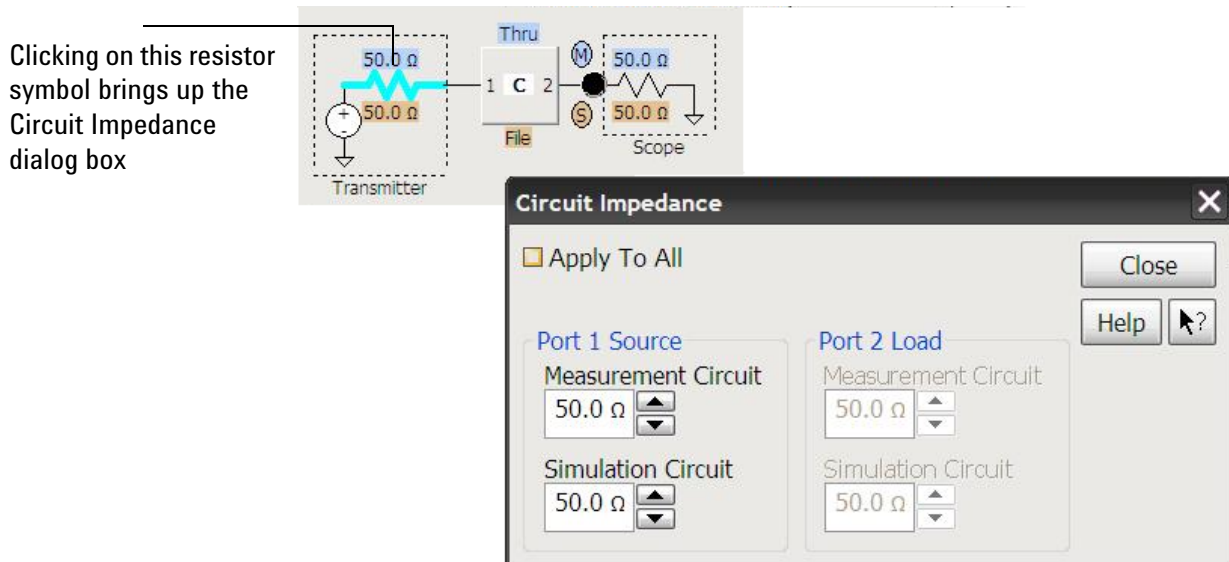 Clicking on this resistor
symbol brings up the
Circuit Impedance
dialog box
Thru
50.0 Ω
M
50.0 Ω
1 C 2
+
-
50.0 Ω
S
50.0 Ω
File
Scope
Transmitter
Circuit Impedance
Apply To All
Close
Help
?
Port 1 Source
Port 2 Load
Measurement Circuit
Measurement Circuit
50.0 Ω
50.0 Ω
Simulation Circuit
Simulation Circuit
50.0 Ω
50.0 Ω